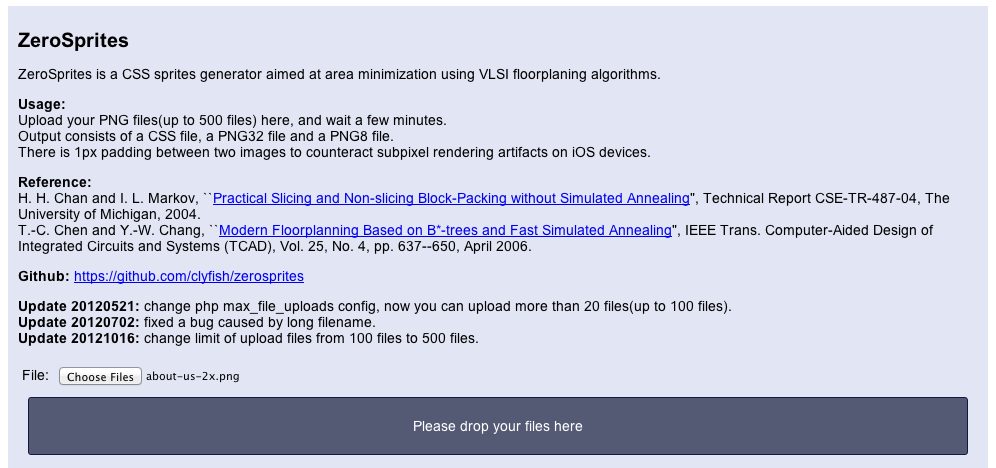 ZeroSprites
ZeroSprites is a CSS sprites generator aimed at area minimization using VLSI floorplaning algorithms.
Usage:
Upload your PNG files(up to 500 files) here, and wait a few minutes.
Output consists of a CSS file, a PNG32 file and a PNG8 file.
There is 1px padding between two images to counteract subpixel rendering artifacts on iOS devices.
Reference:
H. H. Chan and I. L. Markov, ``Practical Slicing and Non-slicing Block-Packing without Simulated Annealing'', Technical Report CSE-TR-487-04, The
University of Michigan, 2004.
T.-C. Chen and Y.-W. Chang, ``Modern Floorplanning Based on B*-trees and Fast Simulated Annealing'', IEEE Trans. Computer-Aided Design of
Integrated Circuits and Systems (TCAD), Vol. 25, No. 4, pp. 637--650, April 2006.
Github: https://github.com/clyfish/zerosprites
Update 20120521: change php max_file_uploads config, now you can upload more than 20 files(up to 100 files).
Update 20120702: fixed a bug caused by long filename.
Update 20121016: change limit of upload files from 100 files to 500 files.
File: Choose Files about-us-2x.png
Please drop your files here